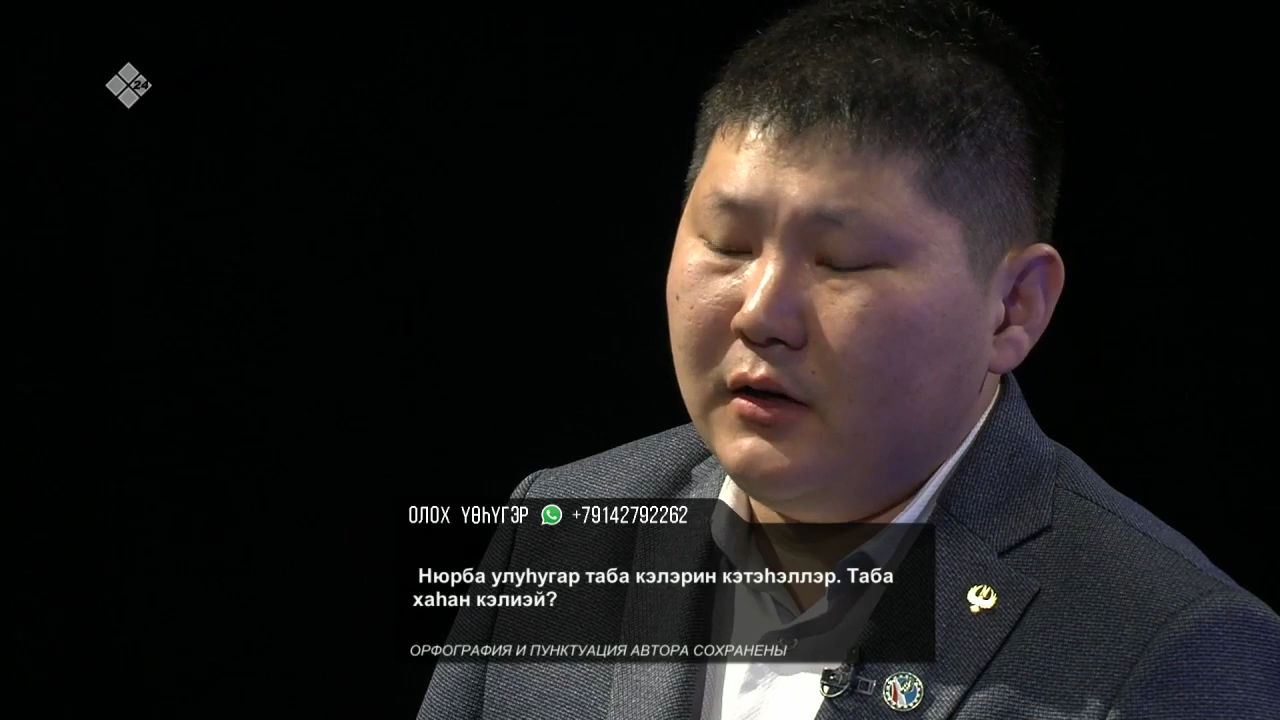 24
ОЛОХ ҮӨҺҮГЭР +79142792262
Нюрба улуһугар таба кэлэрин кэтэһэллэр. Таба
хаһан кэлиэй?
ОРФОГРАФИЯ И ПУНКТУАЦИЯ АВТОРА СОХРАНЕНЫ